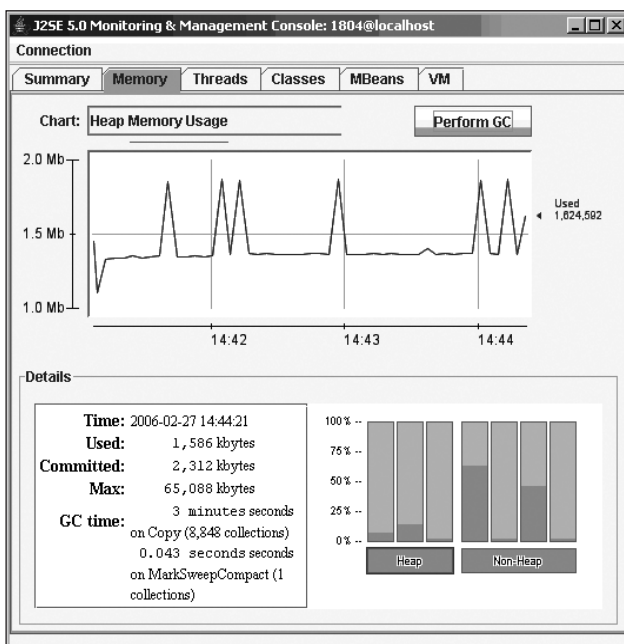 J2SE 5.0 Monitoring & Management Console: 1804@localhost
Connection
Summary Memory Threads Classes MBeans VM
Chart: Heap Memory Usage Perform GC
2.0 Mb
1.5 Mb
1.0 Mb
Used
1,624,592
14:42 14:43 14:44
Details
Time: 2006-02-27 14:44:21
Used: 1,586 kbytes
Committed: 2,312 kbytes
Max: 65,088 kbytes
GC time: 3 minutes seconds
on Copy (8,848 collections)
0.043 seconds seconds
on MarkSweepCompact (1
collections)
100% --
75% --
50% --
25% --
0% --
Heap Non-Heap